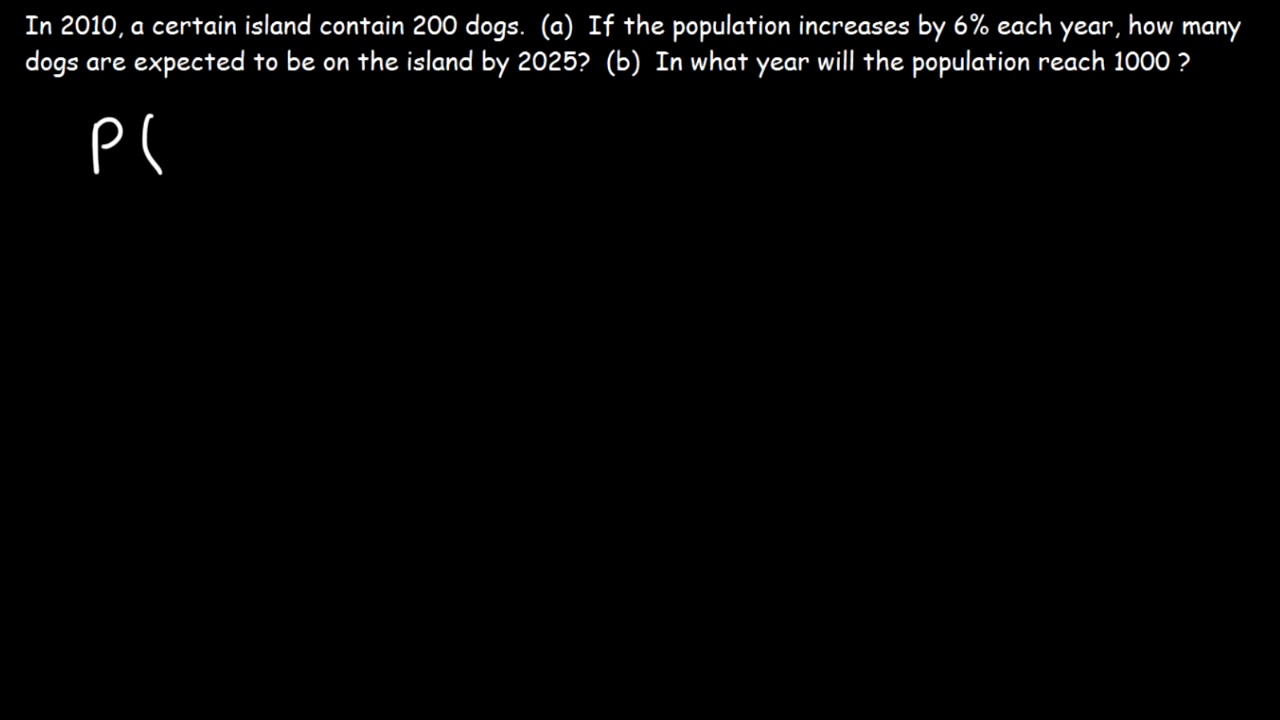 In 2010, a certain island contain 200 dogs. (a) If the population increases by 6% each year, how many
dogs are expected to be on the island by 2025? (b) In what year will the population reach 1000 ?
P(